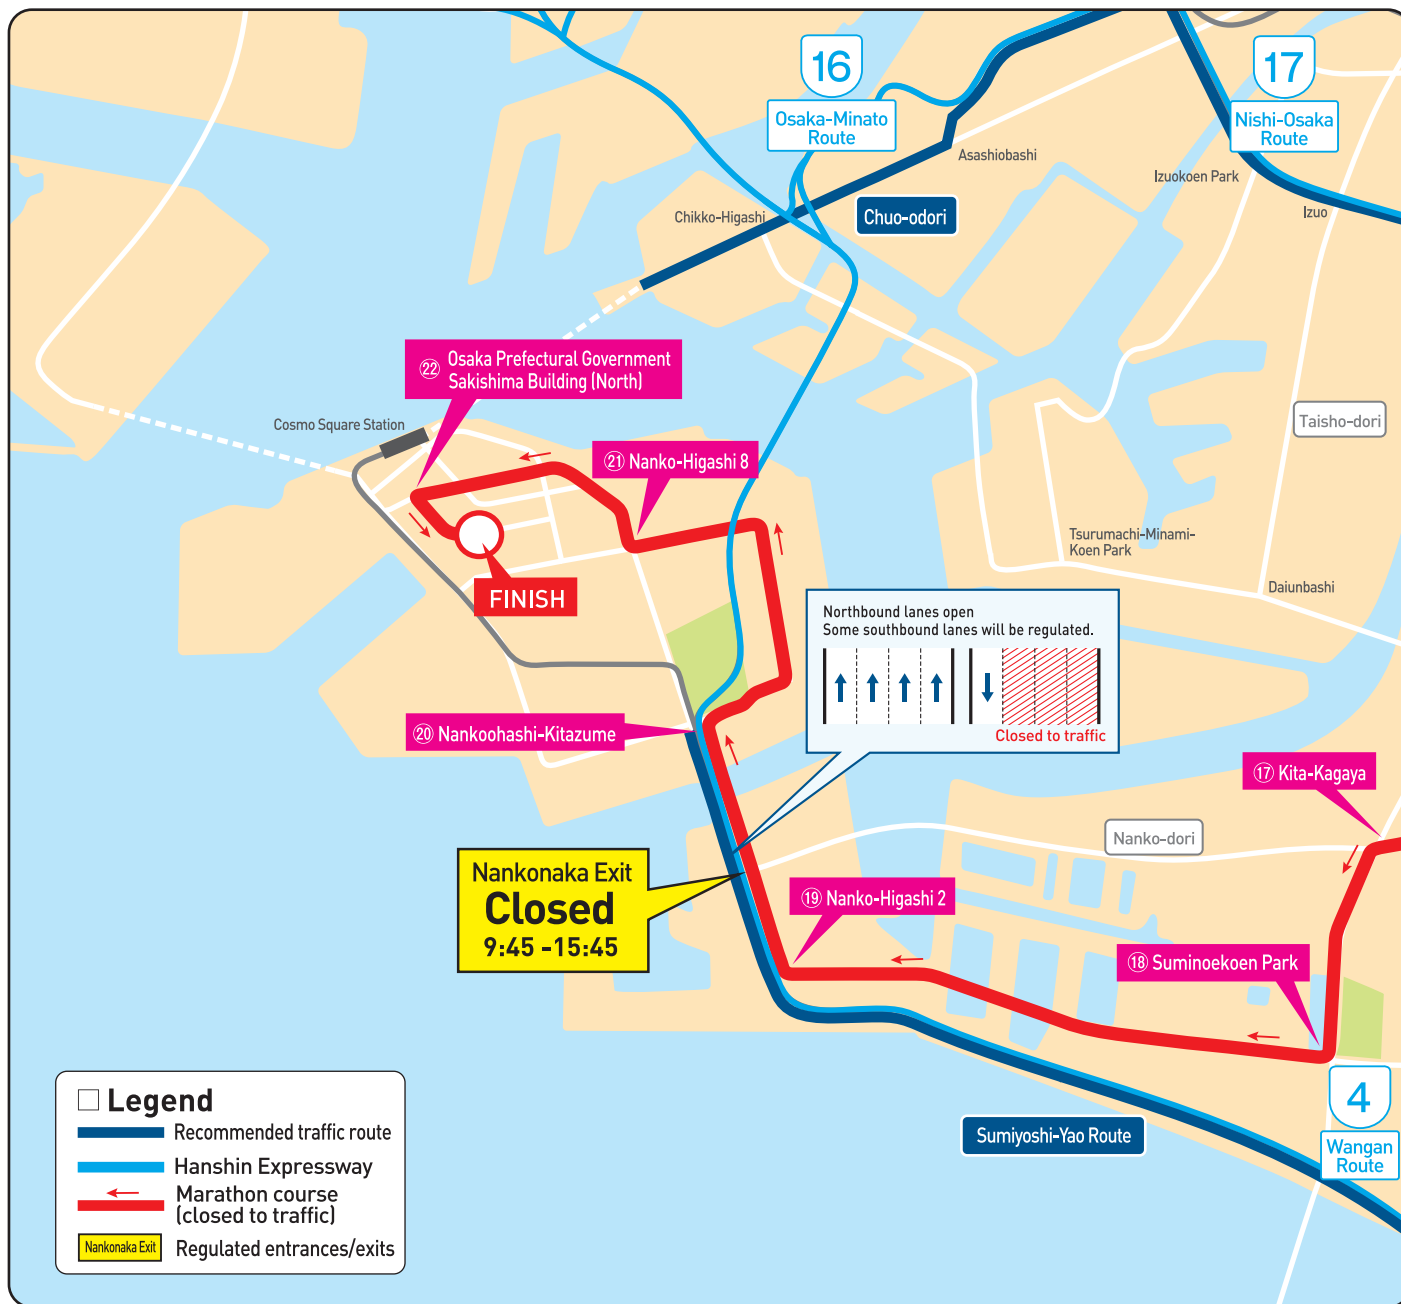 16
Osaka-Minato
Route
17
Nishi-Osaka
Route
Asashiobashi
Izuokoen Park
Izuo
Chikko-Higashi
Chuo-odori
㉒ Osaka Prefectural Government
Sakishima Building (North)
Taisho-dori
Cosmo Square Station
㉑ Nanko-Higashi 8
Tsurumachi-Minami-
Koen Park
Daiunbashi
FINISH
Northbound lanes open
Some southbound lanes will be regulated.
Closed to traffic
⑳ Nankoohashi-Kitazume
⑰ Kita-Kagaya
Nanko-dori
Nankonaka Exit
Closed
9:45 -15:45
⑲ Nanko-Higashi 2
⑱ Suminoekoen Park
4
Wangan
Route
Sumiyoshi-Yao Route
Legend
Recommended traffic route
Hanshin Expressway
Marathon course
(closed to traffic)
Nankonaka Exit
Regulated entrances/exits